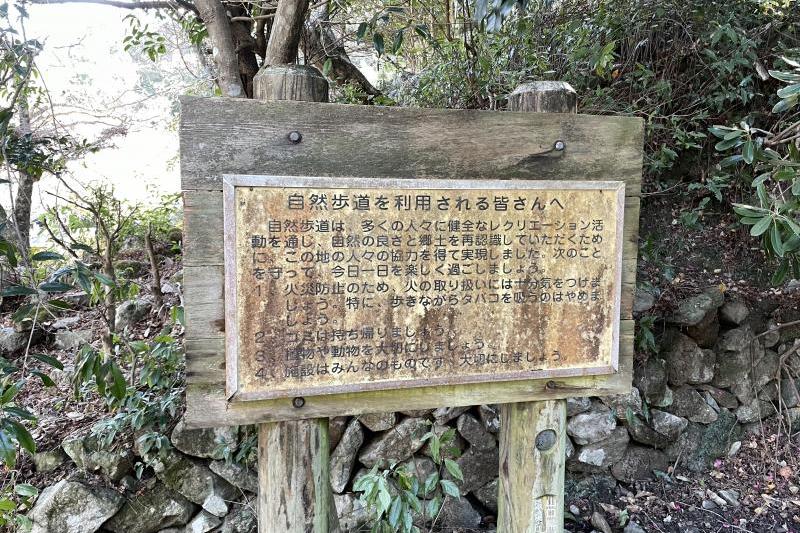 自然歩道を利用される皆さんへ
自然歩道は、多くの人々に健全なレクリエーション活
動を通し、自然の良さと郷土を再認識していただくため
に、この地の人々の協力を得て実現しました。次のこと
を守って、今日一日を楽しく過ごしましょう。
1. 火災防止のため、火の取り扱いには十分気をつけま
しょう。特に、歩きながらタバコを吸うのはやめま
しょう。
2. ゴミは持ち帰りましょう。
3. 植物や動物を大切にしましょう。
4. 施設はみんなのものです。大切にしましょう。